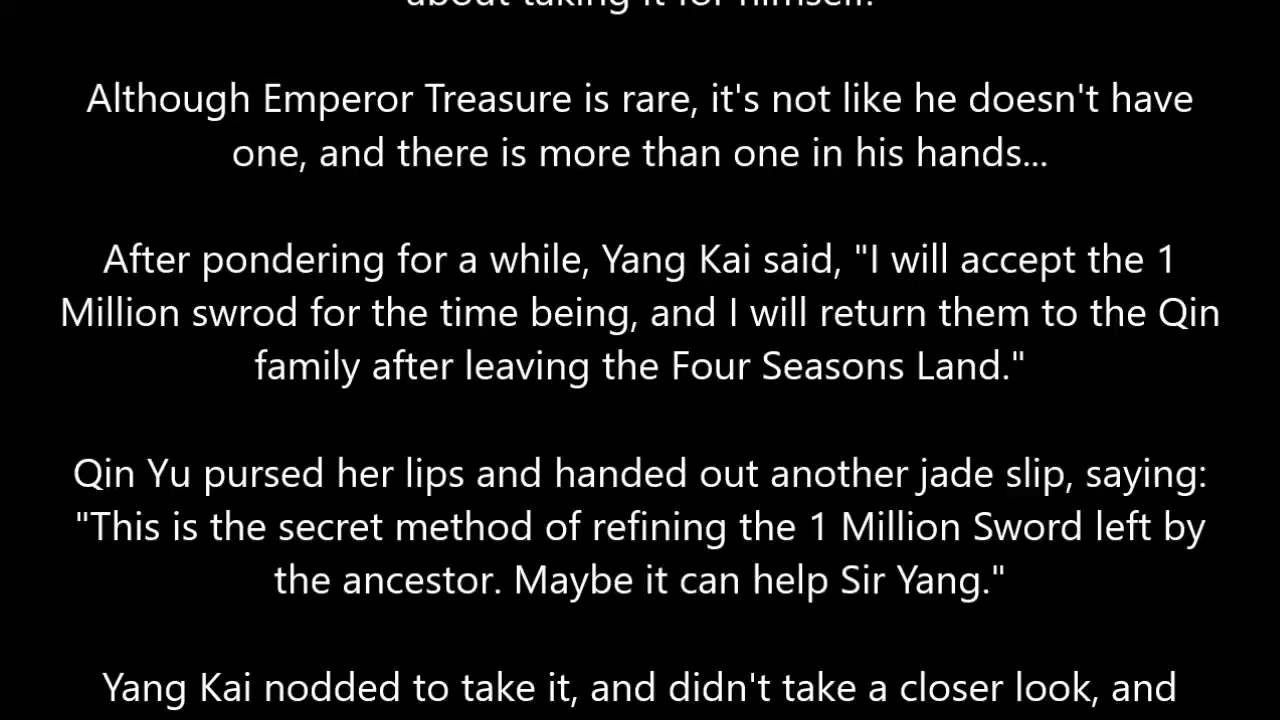 about taking it for himself.
Although Emperor Treasure is rare, it's not like he doesn't have
one, and there is more than one in his hands...
After pondering for a while, Yang Kai said, "I will accept the 1
Million swrod for the time being, and I will return them to the Qin
family after leaving the Four Seasons Land."
Qin Yu pursed her lips and handed out another jade slip, saying:
"This is the secret method of refining the 1 Million Sword left by
the ancestor. Maybe it can help Sir Yang."
Yang Kai nodded to take it, and didn't take a closer look, and